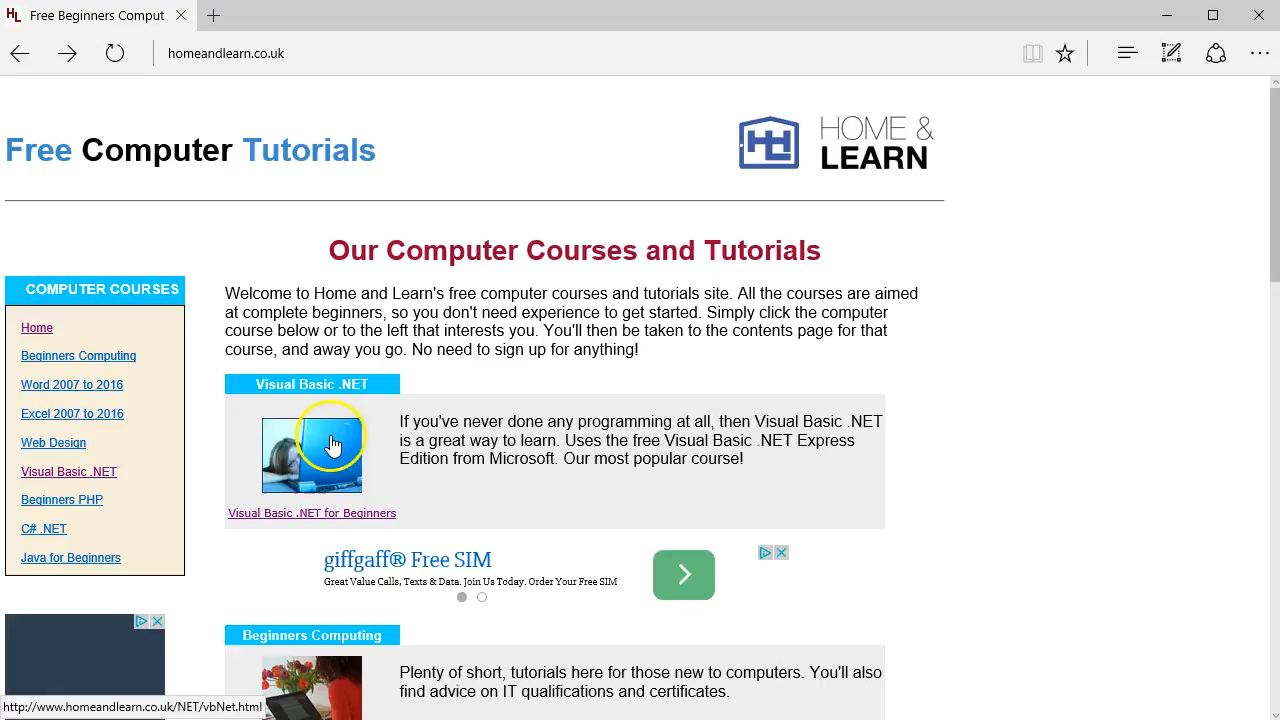 HL Free Beginners Comput
homeandlearn.co.uk
Free Computer Tutorials
HOME &
LEARN
Our Computer Courses and Tutorials
COMPUTER COURSES
Home
Beginners Computing
Word 2007 to 2016
Excel 2007 to 2016
Web Design
Visual Basic .NET
Beginners PHP
C# .NET
Java for Beginners
Welcome to Home and Learn's free computer courses and tutorials site. All the courses are aimed
at complete beginners, so you don't need experience to get started. Simply click the computer
course below or to the left that interests you. You'll then be taken to the contents page for that
course, and away you go. No need to sign up for anything!
Visual Basic .NET
If you've never done any programming at all, then Visual Basic .NET
is a great way to learn. Uses the free Visual Basic .NET Express
Edition from Microsoft. Our most popular course!
Visual Basic .NET for Beginners
giffgaff® Free SIM
Great Value Calls, Texts & Data. Join Us Today. Order Your Free SIM
Beginners Computing
Plenty of short, tutorials here for those new to computers. You'll also
find advice on IT qualifications and certificates.
http://www.homeandlearn.co.uk/NET/vbNet.html